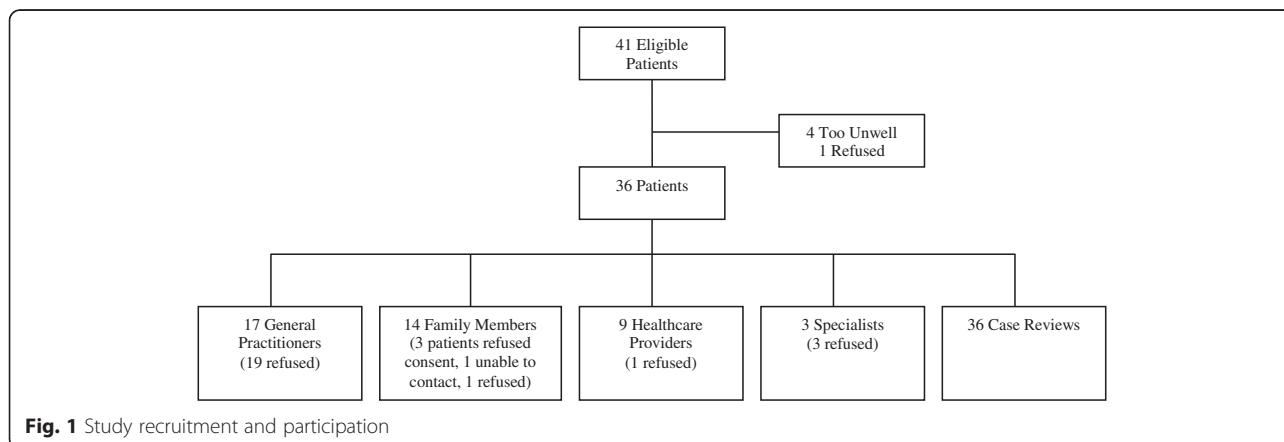 41 Eligible
Patients
4 Too Unwell
1 Refused
36 Patients
17 General
Practitioners
(19 refused)
14 Family Members
(3 patients refused
consent, 1 unable to
contact, 1 refused)
9 Healthcare
Providers
(1 refused)
3 Specialists
(3 refused)
36 Case Reviews
Fig. 1 Study recruitment and participation